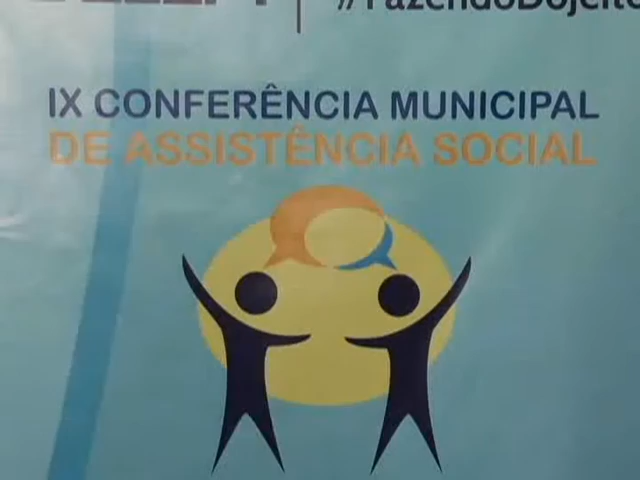 #FazendoDoJeito
IX CONFERÊNCIA MUNICIPAL
DE ASSISTÊNCIA SOCIAL